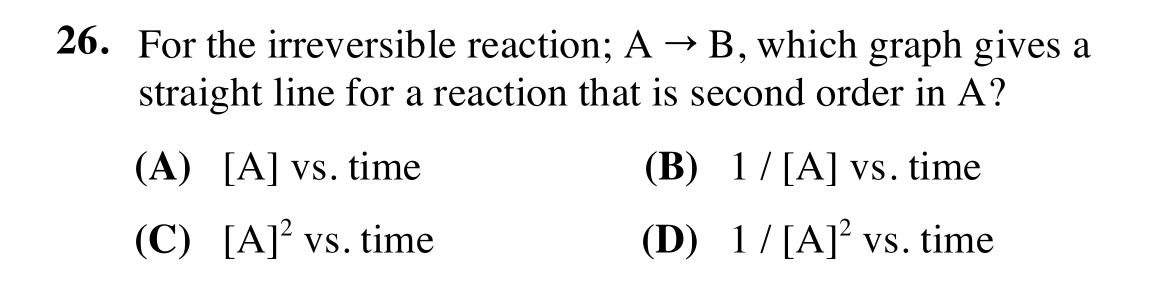 26. For the irreversible reaction; A → B, which graph gives a
straight line for a reaction that is second order in A?
(A) [A] vs. time (B) 1 / [A] vs. time
(C) [A]² vs. time (D) 1 / [A]² vs. time